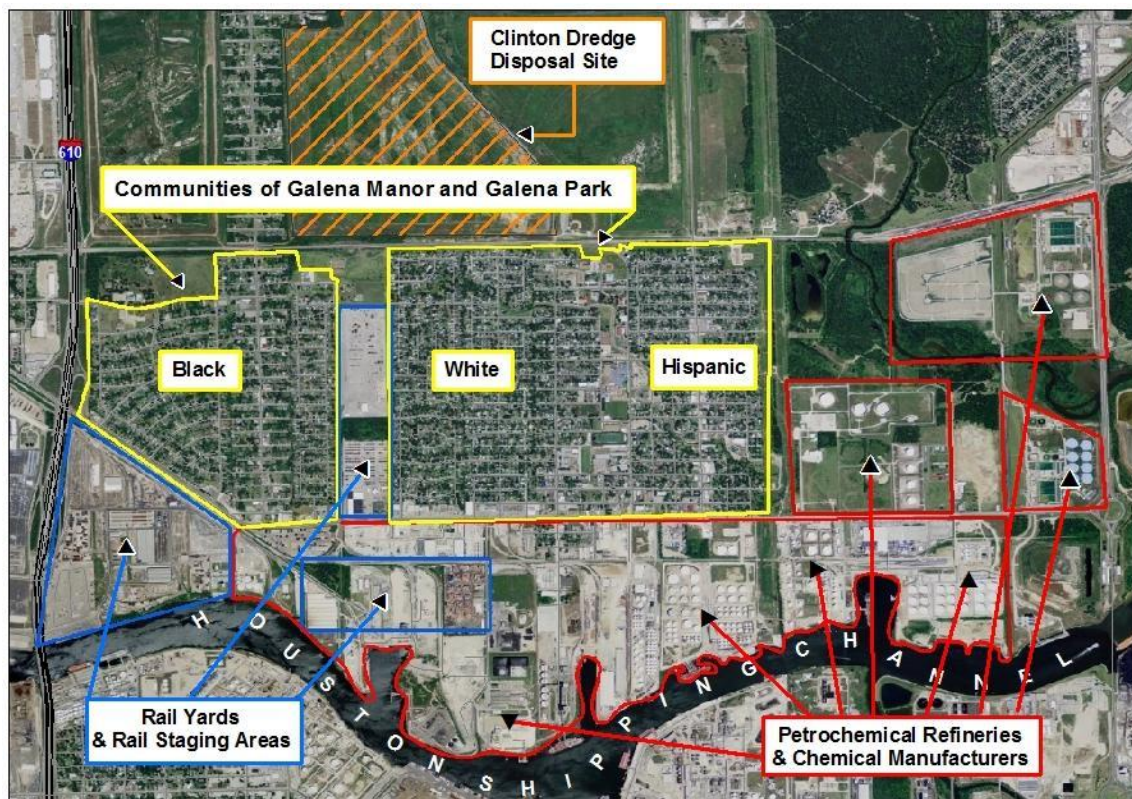 Clinton Dredge
Disposal Site
610
Communities of Galena Manor and Galena Park
Black
White
Hispanic
HOUSTON SHIPPING CHANNEL
Rail Yards
& Rail Staging Areas
Petrochemical Refineries
& Chemical Manufacturers